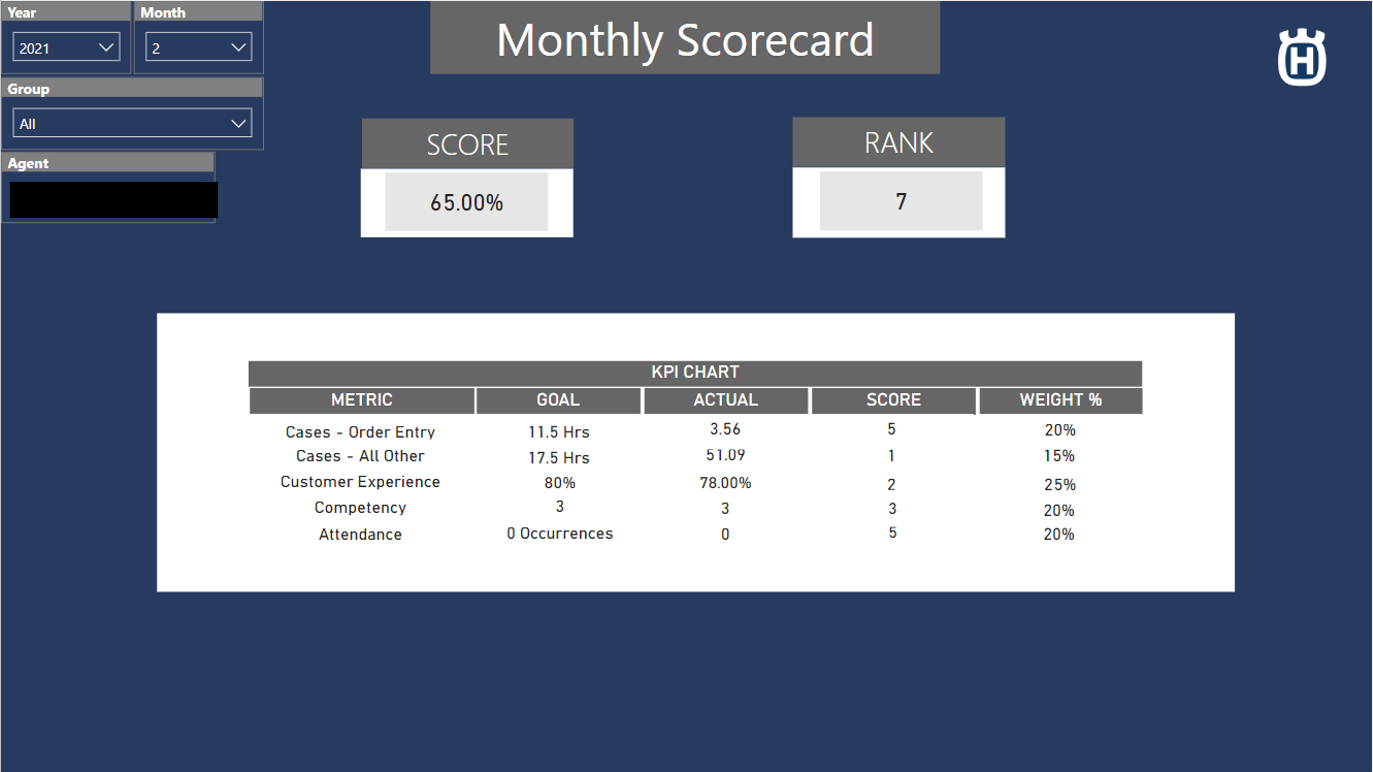 Year Month
2021 2
Group
All
Agent
Monthly Scorecard
H
SCORE
65.00%
RANK
7
KPI CHART
METRIC GOAL ACTUAL SCORE WEIGHT %
Cases - Order Entry 11.5 Hrs 3.56 5 20%
Cases - All Other 17.5 Hrs 51.09 1 15%
Customer Experience 80% 78.00% 2 25%
Competency 3 3 3 20%
Attendance 0 Occurrences 0 5 20%